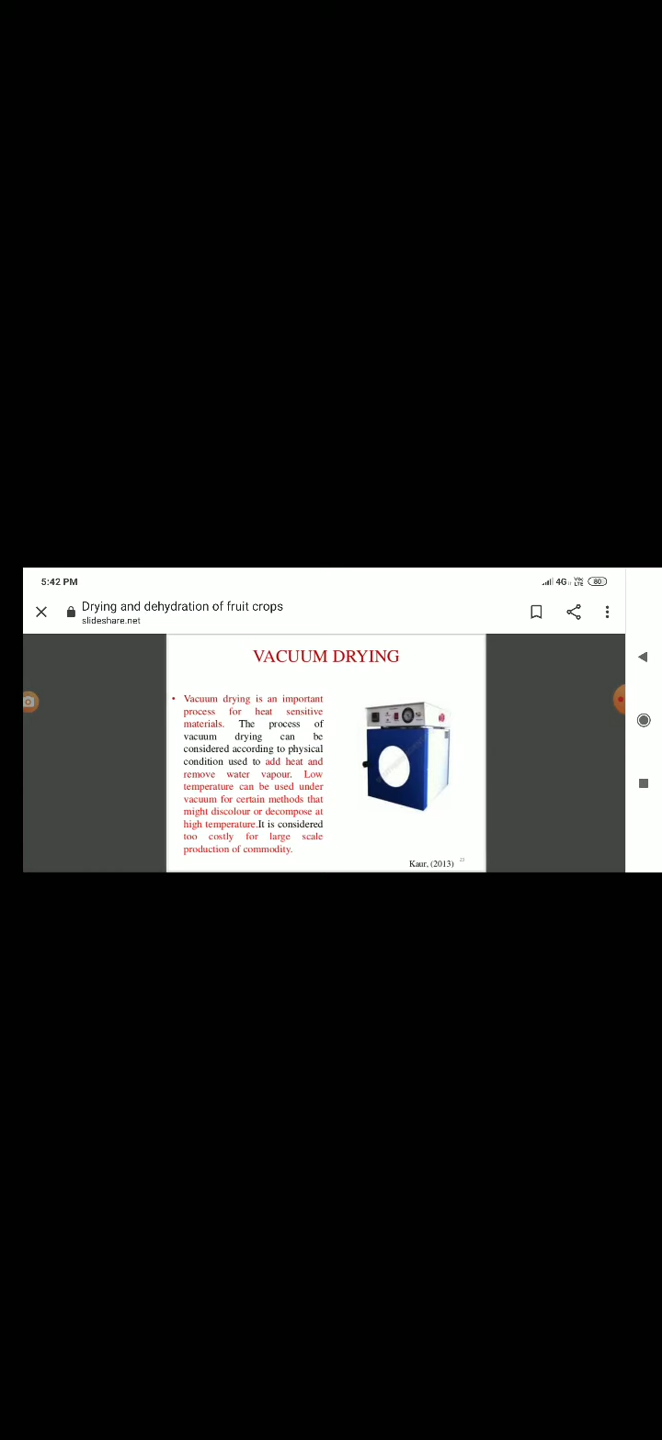 5:42 PM
4G
Vo
LTE
80
Drying and dehydration of fruit crops
slideshare.net
VACUUM DRYING
• Vacuum drying is an important
process for heat sensitive
materials. The process of
vacuum drying can be
considered according to physical
condition used to add heat and
remove water vapour. Low
temperature can be used under
vacuum for certain methods that
might discolour or decompose at
high temperature.It is considered
too costly for large scale
production of commodity.
Kaur, (2013)